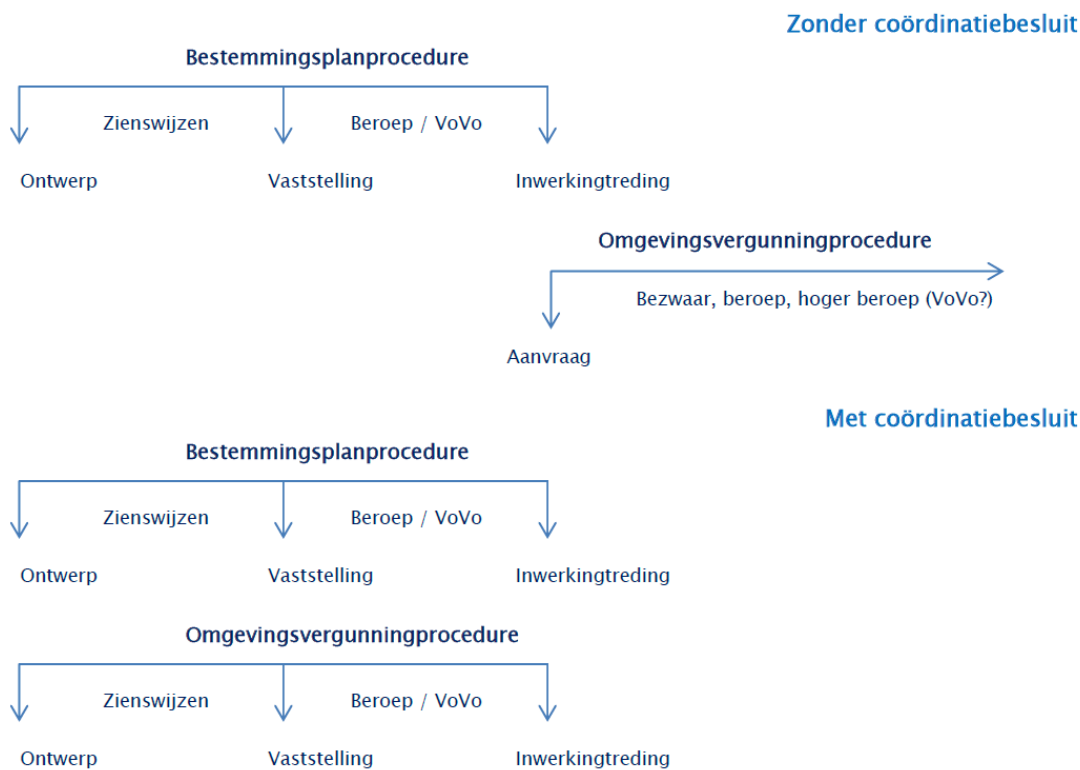 Zonder coördinatiebesluit
Bestemmingsplanprocedure
Zienswijzen Beroep / VoVo
Ontwerp Vaststelling Inwerkingtreding
Omgevingsvergunningprocedure
Bezwaar, beroep, hoger beroep (VoVo?)
Aanvraag
Met coördinatiebesluit
Bestemmingsplanprocedure
Zienswijzen Beroep / VoVo
Ontwerp Vaststelling Inwerkingtreding
Omgevingsvergunningprocedure
Zienswijzen Beroep / VoVo
Ontwerp Vaststelling Inwerkingtreding